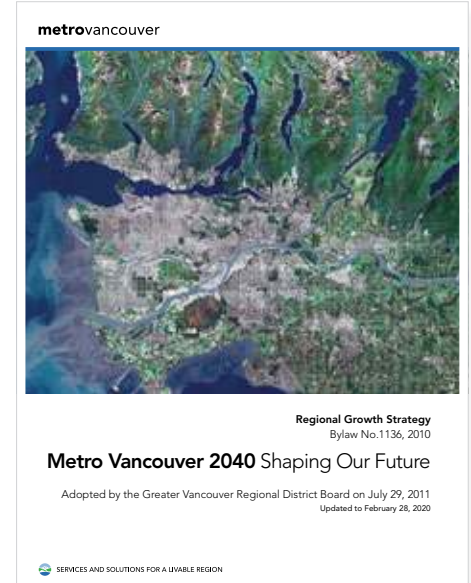 metrovancouver
Regional Growth Strategy
Bylaw No.1136, 2010
Metro Vancouver 2040 Shaping Our Future
Adopted by the Greater Vancouver Regional District Board on July 29, 2011
Updated to February 28, 2020
SERVICES AND SOLUTIONS FOR A LIVABLE REGION